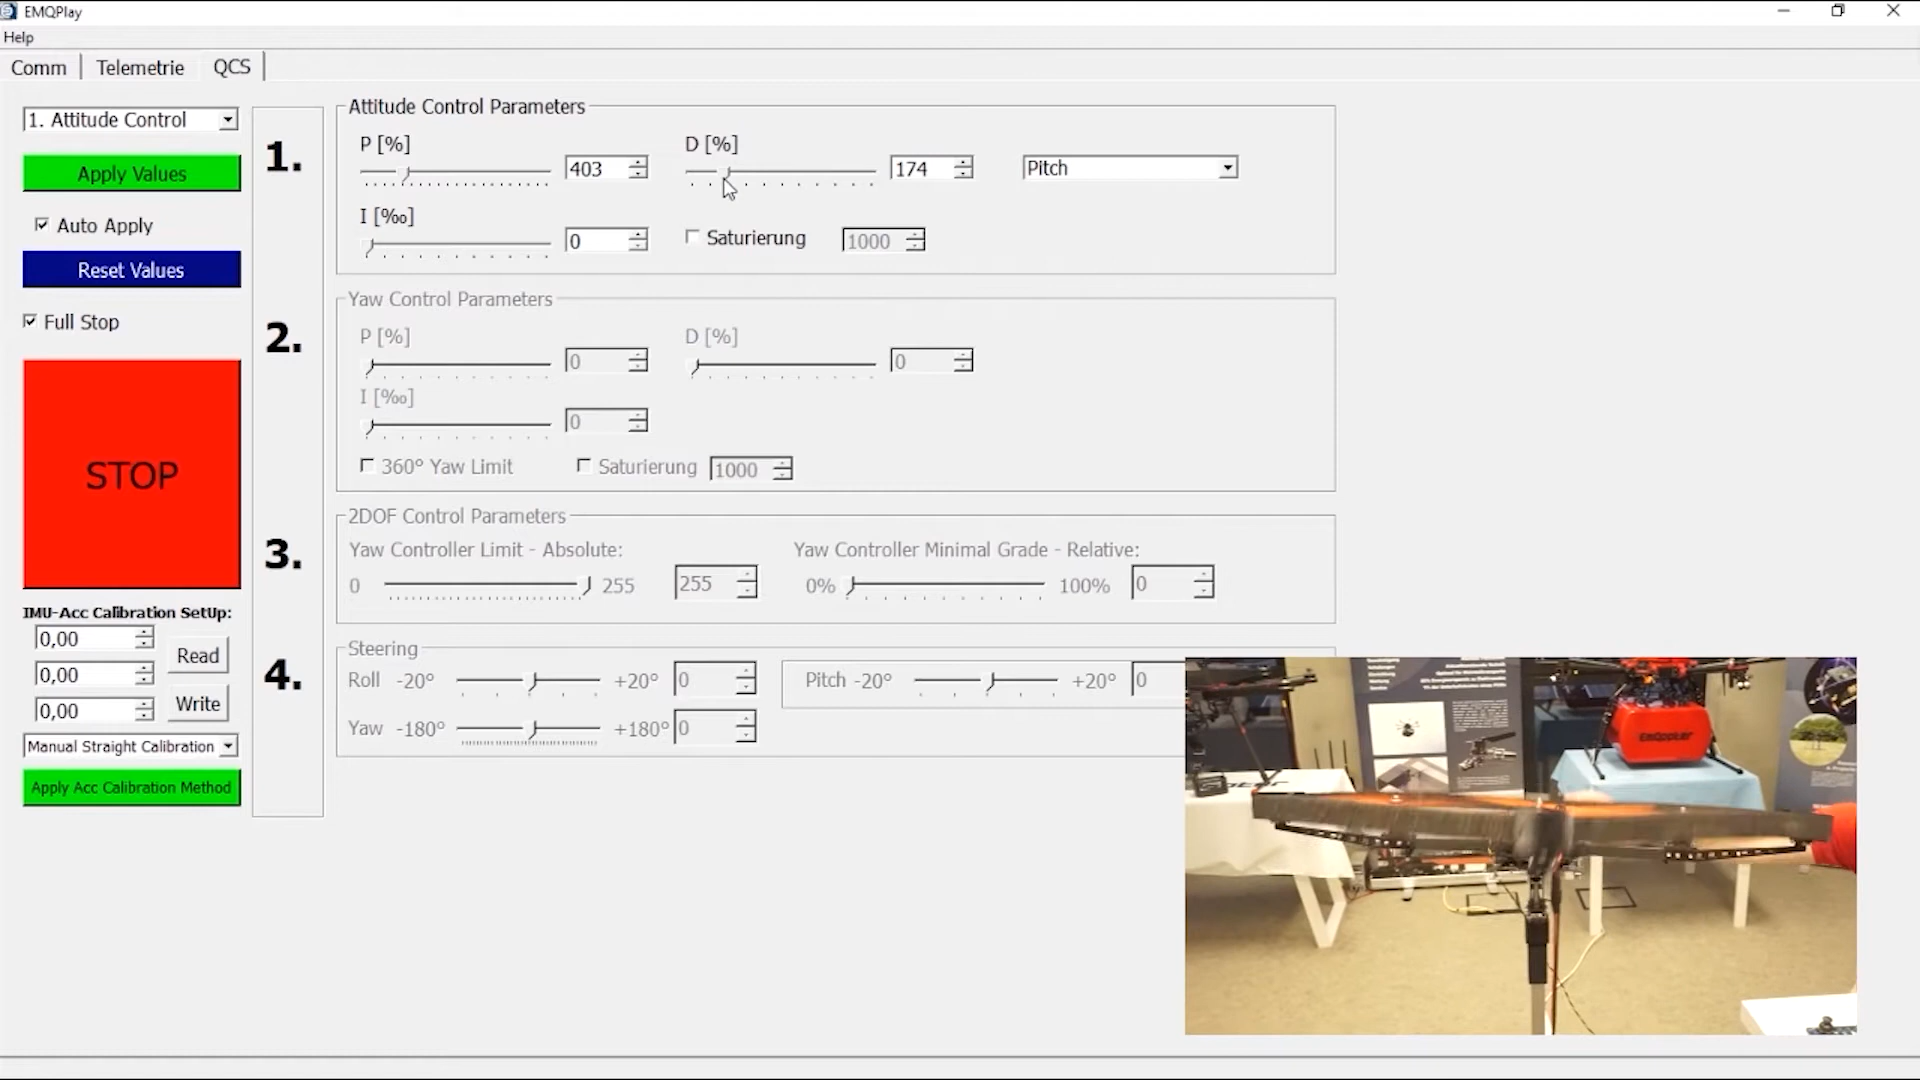 EMQPlay
Help
Comm
Telemetrie
QCS
1. Attitude Control
Apply Values
Auto Apply
Reset Values
Full Stop
STOP
IMU-Acc Calibration SetUp:
0,00
Read
0,00
Write
0,00
Manual Straight Calibration
Apply Acc Calibration Method
1.
2.
3.
4.
Attitude Control Parameters
P [%]
403
D [%]
174
Pitch
I [‰]
0
Saturierung
1000
Yaw Control Parameters
P [%]
0
D [%]
0
I [‰]
0
360° Yaw Limit
Saturierung
1000
2DOF Control Parameters
Yaw Controller Limit - Absolute:
0
255
255
Yaw Controller Minimal Grade - Relative:
0%
100%
0
Steering
Roll -20°
+20°
0
Pitch -20°
+20°
0
Yaw -180°
+180°
0
EMQopter